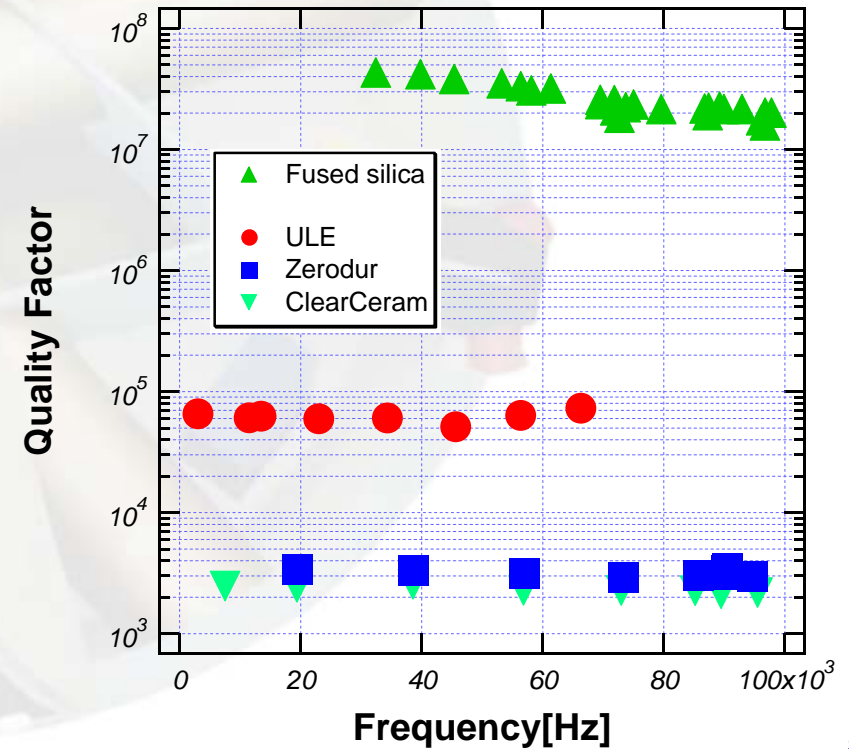 10^8
10^7
10^6
10^5
10^4
10^3
Quality Factor
Fused silica
ULE
Zerodur
ClearCeram
0 20 40 60 80 100x10^3
Frequency[Hz]